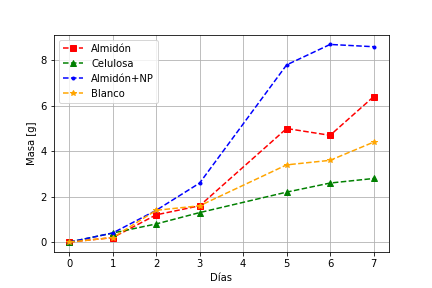 Almidón
Celulosa
Almidón+NP
Blanco
8
6
4
2
0
Masa [g]
0 1 2 3 4 5 6 7
Días